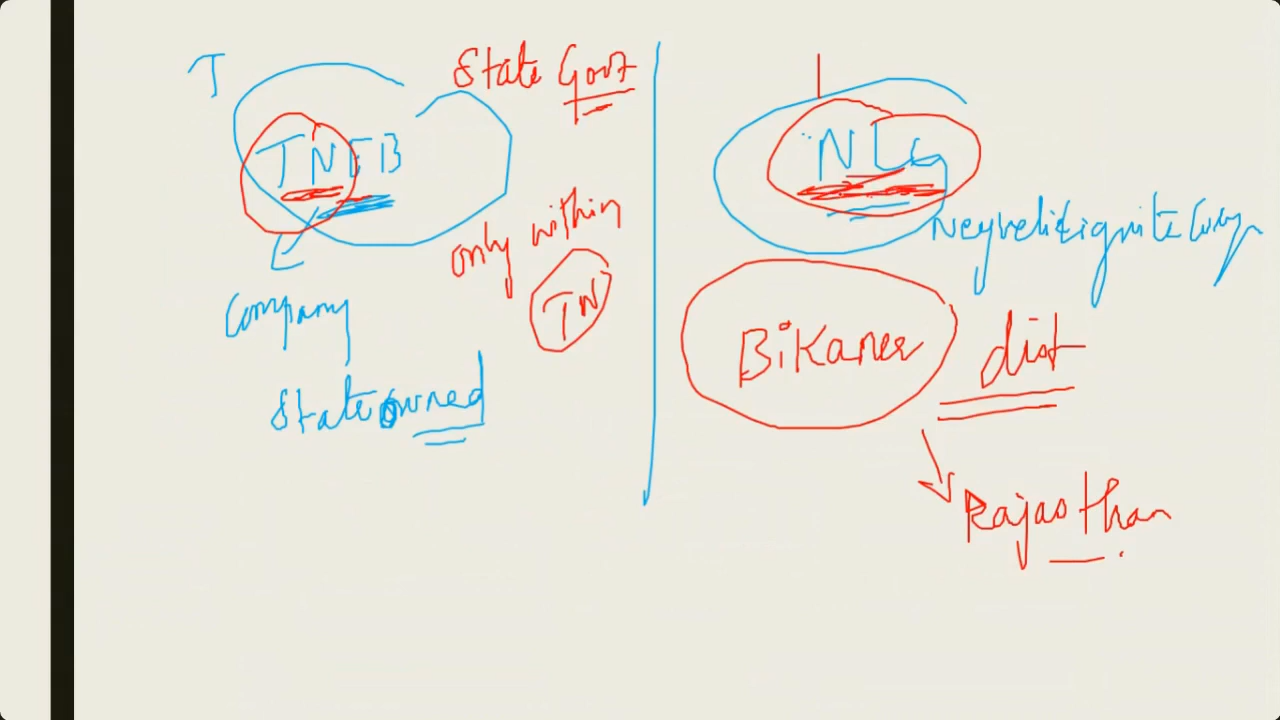 T
State Govt
TNEB
only within
TN
Company
State owned
NLC
Neyveli Lignite Corp
Bikaner dist
Rajasthan